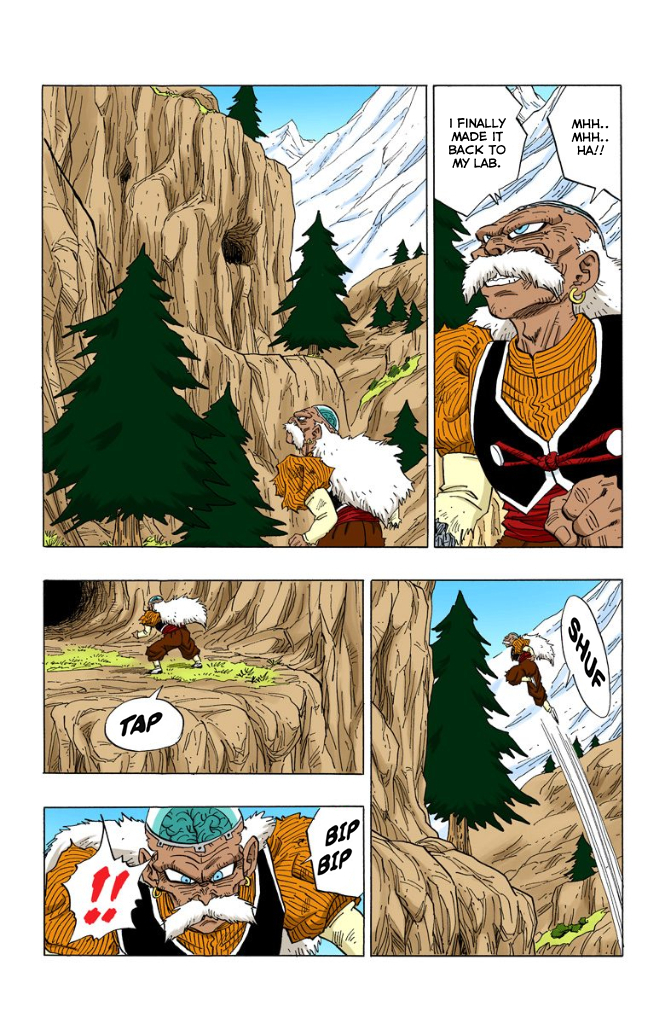 MHH..
MHH..
HA!!
I FINALLY
MADE IT
BACK TO
MY LAB.
SHUF
TAP
BIP
BIP
!!